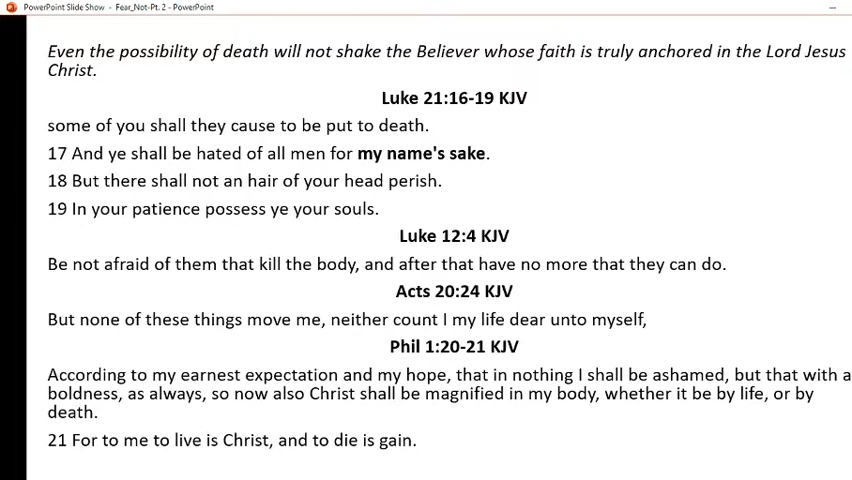 PowerPoint Slide Show - Fear_Not-Pt. 2 - PowerPoint
Even the possibility of death will not shake the Believer whose faith is truly anchored in the Lord Jesus
Christ.
Luke 21:16-19 KJV
some of you shall they cause to be put to death.
17 And ye shall be hated of all men for my name's sake.
18 But there shall not an hair of your head perish.
19 In your patience possess ye your souls.
Luke 12:4 KJV
Be not afraid of them that kill the body, and after that have no more that they can do.
Acts 20:24 KJV
But none of these things move me, neither count I my life dear unto myself,
Phil 1:20-21 KJV
According to my earnest expectation and my hope, that in nothing I shall be ashamed, but that with a
boldness, as always, so now also Christ shall be magnified in my body, whether it be by life, or by
death.
21 For to me to live is Christ, and to die is gain.